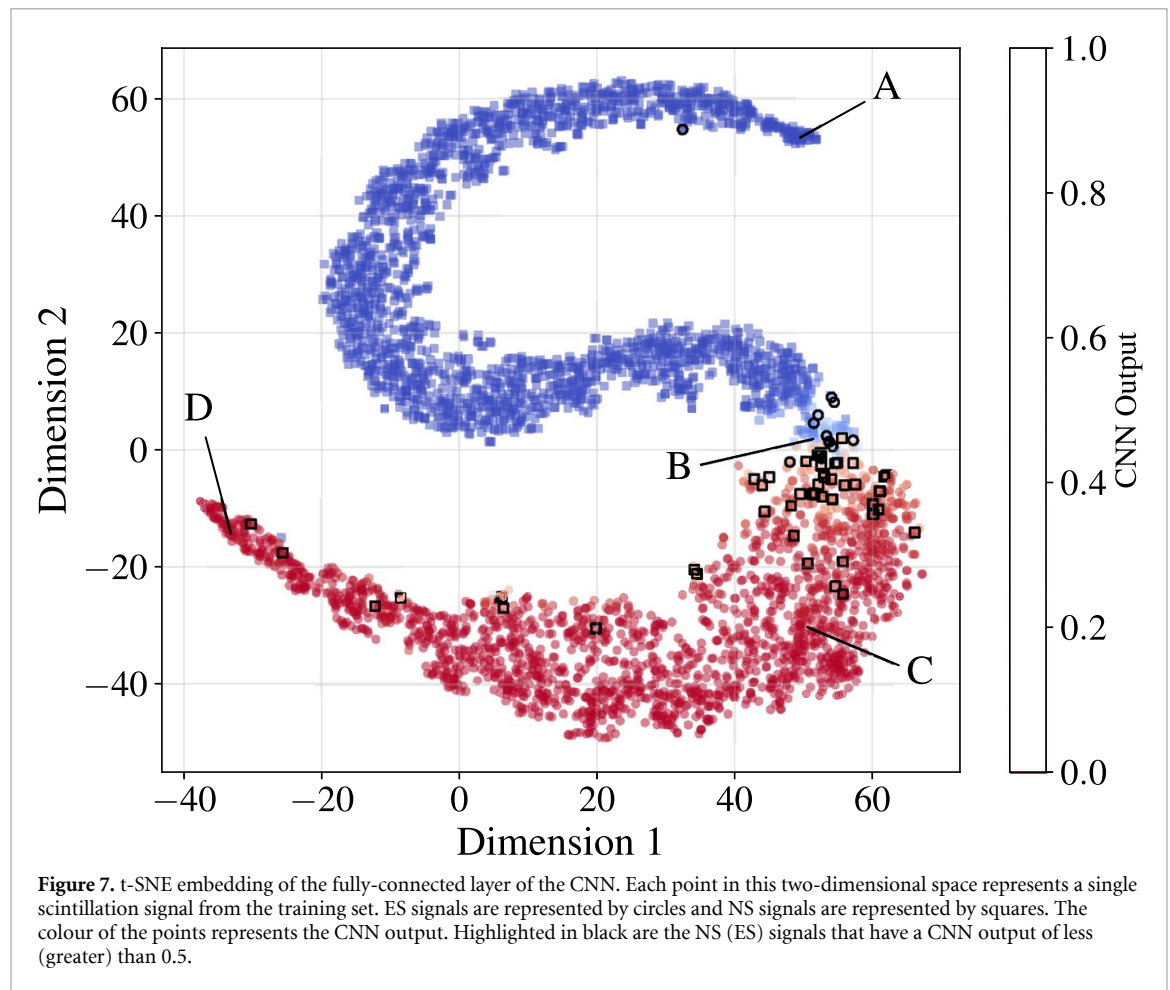 60
40
20
0
−20
−40
−40
−20
0
20
40
60
Dimension 1
Dimension 2
A
B
C
D
1.0
0.8
0.6
0.4
0.2
0.0
CNN Output
Figure 7. t-SNE embedding of the fully-connected layer of the CNN. Each point in this two-dimensional space represents a single
scintillation signal from the training set. ES signals are represented by circles and NS signals are represented by squares. The
colour of the points represents the CNN output. Highlighted in black are the NS (ES) signals that have a CNN output of less
(greater) than 0.5.